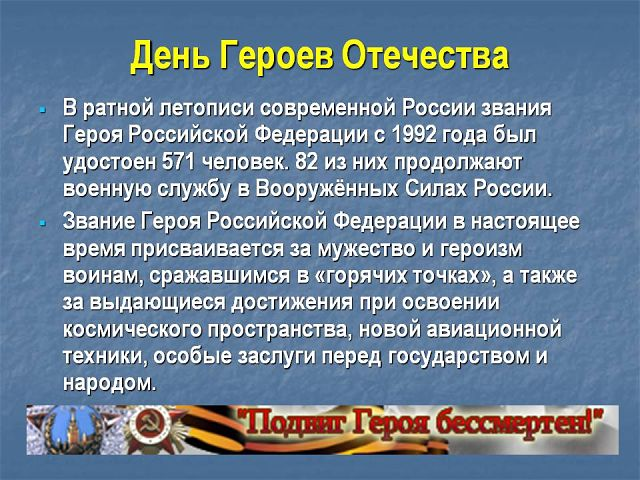 День Героев Отечества
В ратной летописи современной России звания
Героя Российской Федерации с 1992 года был
удостоен 571 человек. 82 из них продолжают
военную службу в Вооружённых Силах России.
Звание Героя Российской Федерации в настоящее
время присваивается за мужество и героизм
воинам, сражавшимся в «горячих точках», а также
за выдающиеся достижения при освоении
космического пространства, новой авиационной
техники, особые заслуги перед государством и
народом.
"Подвиг Героя бессмертен!"